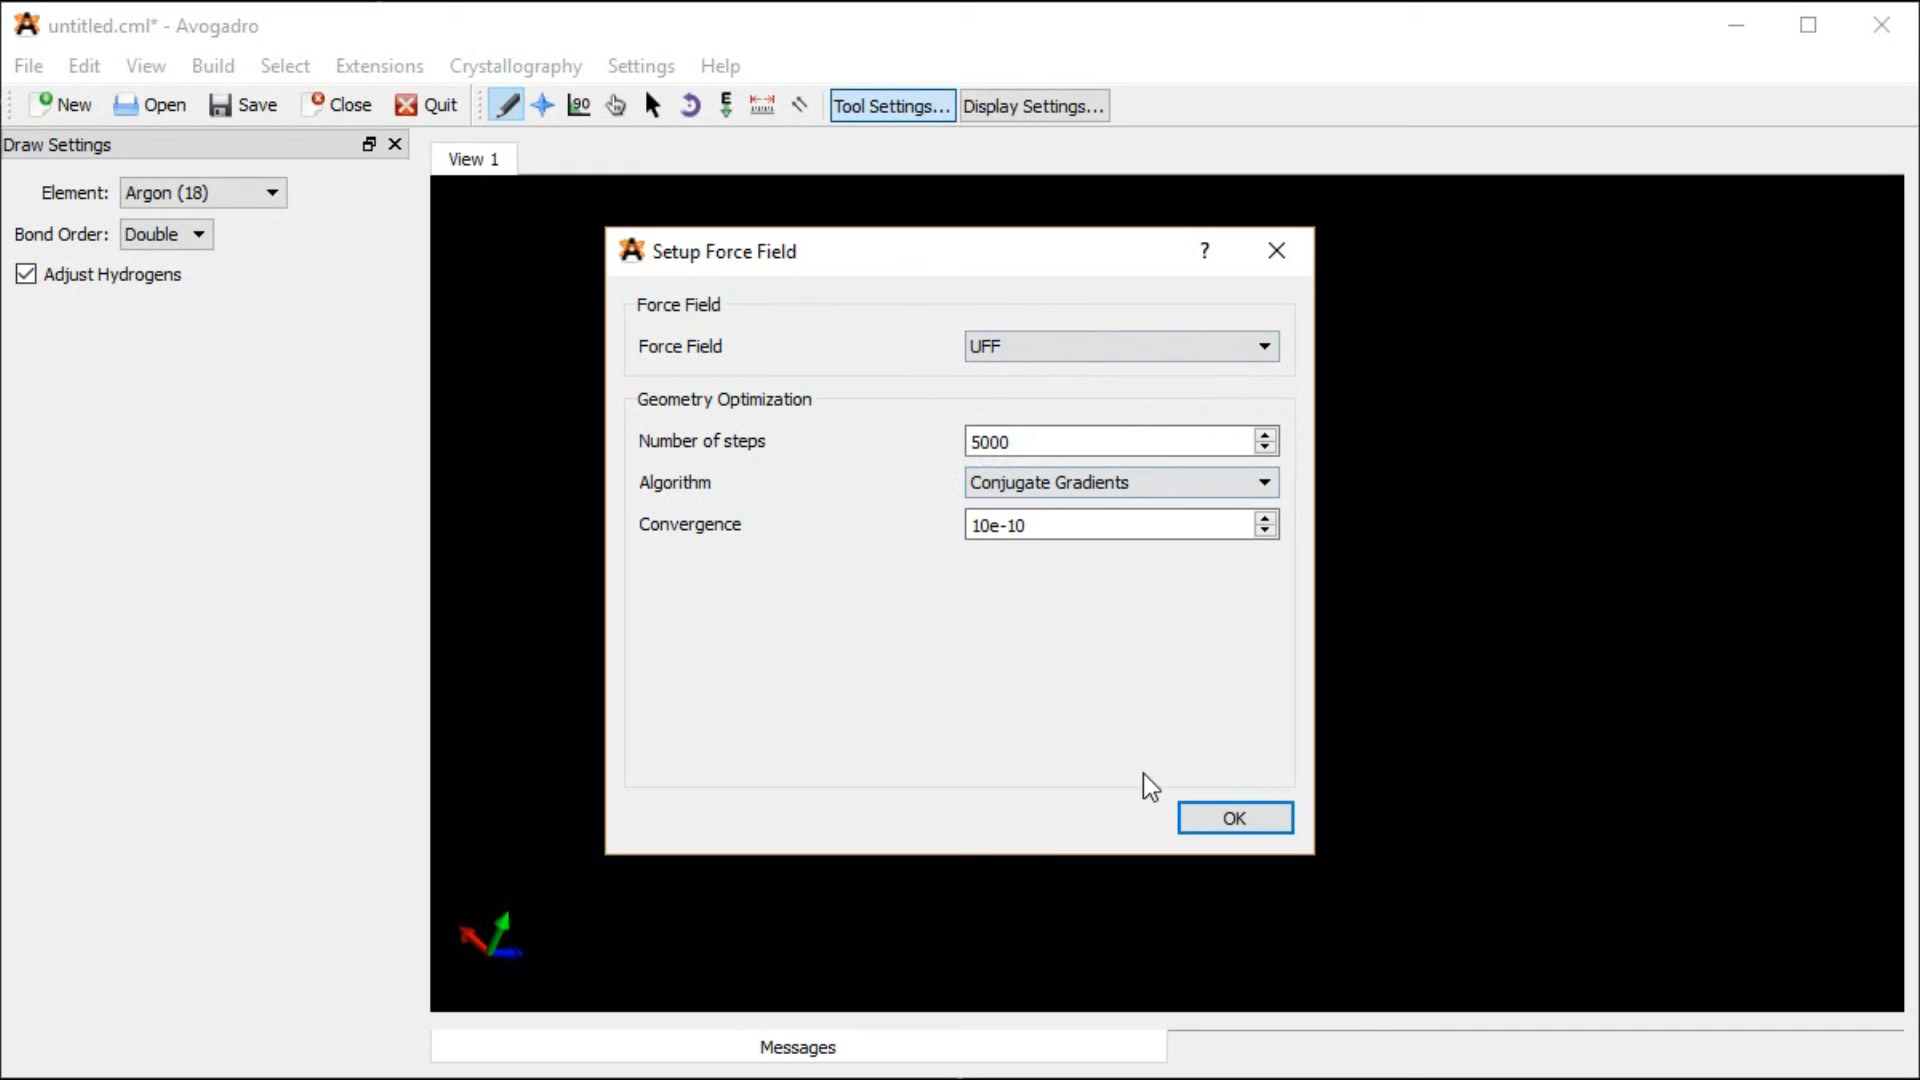 untitled.cml* - Avogadro
File Edit View Build Select Extensions Crystallography Settings Help
New Open Save Close Quit 90 E Tool Settings... Display Settings...
Draw Settings
View 1
Element: Argon (18)
Bond Order: Double
Adjust Hydrogens
Setup Force Field ?
Force Field
Force Field UFF
Geometry Optimization
Number of steps 5000
Algorithm Conjugate Gradients
Convergence 10e-10
OK
Messages